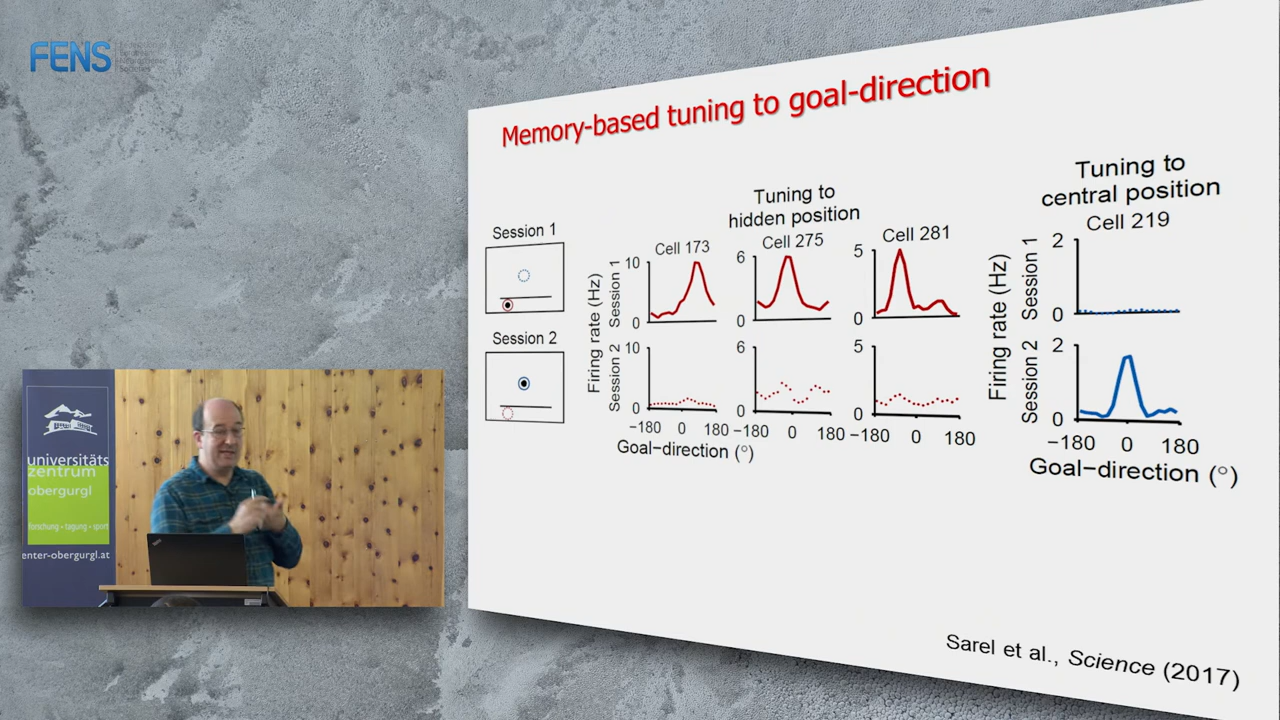 FENS
Memory-based tuning to goal-direction
Tuning to
hidden position
Tuning to
central position
Session 1
Session 2
Cell 173
Cell 275
Cell 281
Cell 219
Firing rate (Hz)
Session 1
10
0
6
0
5
0
Session 2
10
0
6
0
5
0
−180 0 180
−180 0 180
−180 0 180
Goal−direction (°)
Firing rate (Hz)
Session 1
2
0
Session 2
2
0
−180 0 180
Goal−direction (°)
Sarel et al., Science (2017)
universitäts
zentrum
obergurgl
forschung • tagung • sport
enter-obergurgl.at